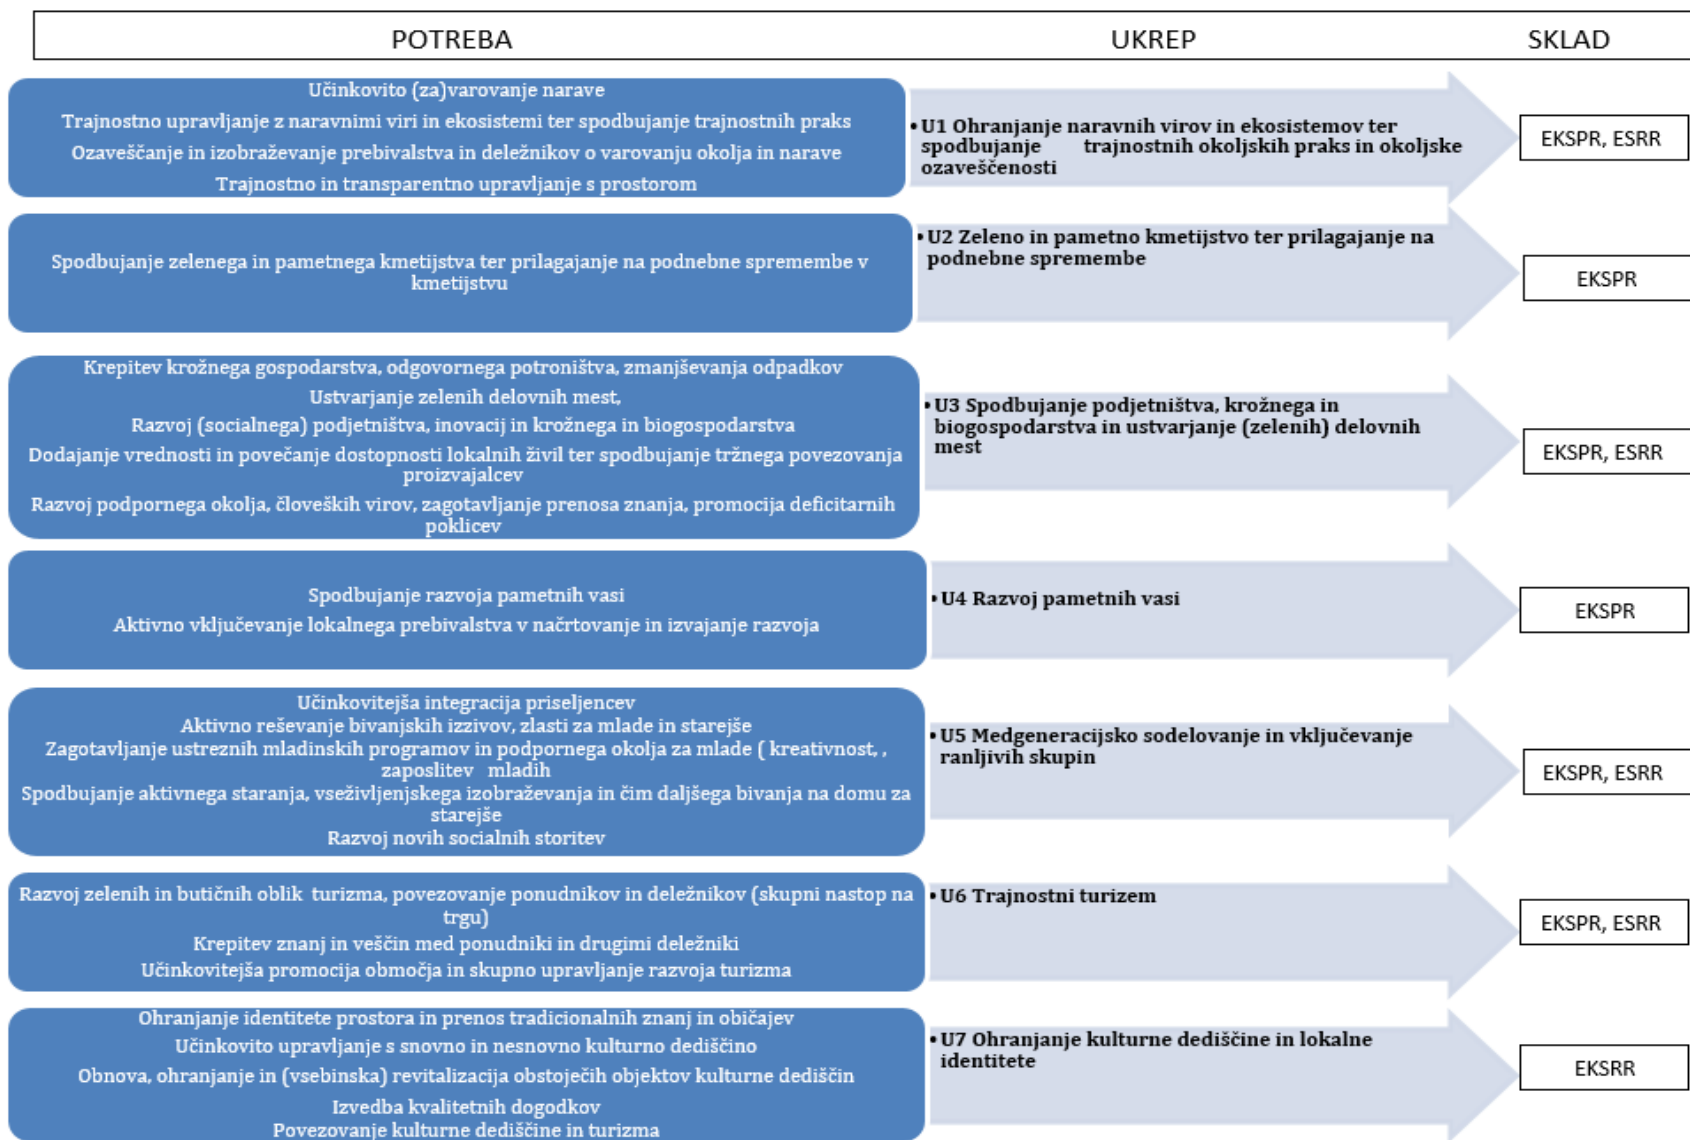 POTREBA UKREP SKLAD
Učinkovito (za)varovanje narave
Trajnostno upravljanje z naravnimi viri in ekosistemi ter spodbujanje trajnostnih praks
Ozaveščanje in izobraževanje prebivalstva in deležnikov o varovanju okolja in narave
Trajnostno in transparentno upravljanje s prostorom
• U1 Ohranjanje naravnih virov in ekosistemov ter
spodbujanje trajnostnih okoljskih praks in okoljske
ozaveščenosti
EKSPR, ESRR
Spodbujanje zelenega in pametnega kmetijstva ter prilagajanje na podnebne spremembe v
kmetijstvu
• U2 Zeleno in pametno kmetijstvo ter prilagajanje na
podnebne spremembe
EKSPR
Krepitev krožnega gospodarstva, odgovornega potroništva, zmanjševanja odpadkov
Ustvarjanje zelenih delovnih mest,
Razvoj (socialnega) podjetništva, inovacij in krožnega in biogospodarstva
Dodajanje vrednosti in povečanje dostopnosti lokalnih živil ter spodbujanje tržnega povezovanja
proizvajalcev
Razvoj podpornega okolja, človeških virov, zagotavljanje prenosa znanja, promocija deficitarnih
poklicev
• U3 Spodbujanje podjetništva, krožnega in
biogospodarstva in ustvarjanje (zelenih) delovnih
mest
EKSPR, ESRR
Spodbujanje razvoja pametnih vasi
Aktivno vključevanje lokalnega prebivalstva v načrtovanje in izvajanje razvoja
• U4 Razvoj pametnih vasi
EKSPR
Učinkovitejša integracija priseljencev
Aktivno reševanje bivanjskih izzivov, zlasti za mlade in starejše
Zagotavljanje ustreznih mladinskih programov in podpornega okolja za mlade ( kreativnost, ,
zaposlitev mladih
Spodbujanje aktivnega staranja, vseživljenjskega izobraževanja in čim daljšega bivanja na domu za
starejše
Razvoj novih socialnih storitev
• U5 Medgeneracijsko sodelovanje in vključevanje
ranljivih skupin
EKSPR, ESRR
Razvoj zelenih in butičnih oblik turizma, povezovanje ponudnikov in deležnikov (skupni nastop na
trgu)
Krepitev znanj in veščin med ponudniki in drugimi deležniki
Učinkovitejša promocija območja in skupno upravljanje razvoja turizma
• U6 Trajnostni turizem
EKSPR, ESRR
Ohranjanje identitete prostora in prenos tradicionalnih znanj in običajev
Učinkovito upravljanje s snovno in nesnovno kulturno dediščino
Obnova, ohranjanje in (vsebinska) revitalizacija obstoječih objektov kulturne dediščin
Izvedba kvalitetnih dogodkov
Povezovanje kulturne dediščine in turizma
• U7 Ohranjanje kulturne dediščine in lokalne
identitete
EKSRR